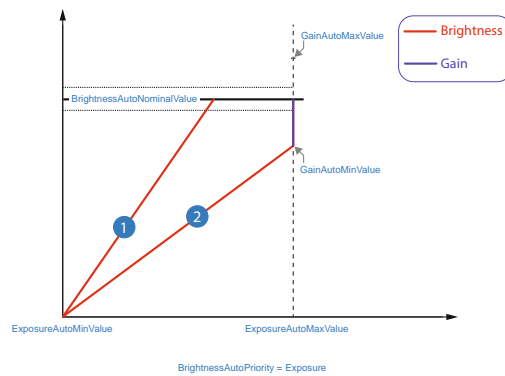 GainAutoMaxValue
Brightness
Gain
BrightnessAutoNominalValue
GainAutoMinValue
1
2
ExposureAutoMinValue
ExposureAutoMaxValue
BrightnessAutoPriority = Exposure